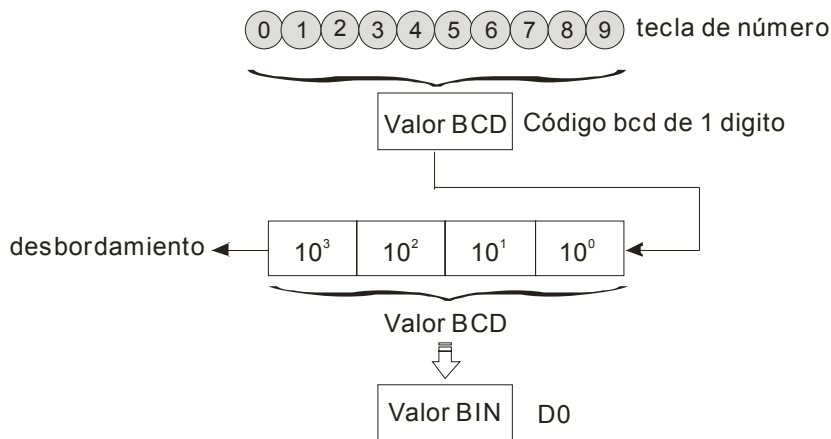 0 1 2 3 4 5 6 7 8 9 tecla de número
Valor BCD Código bcd de 1 digito
desbordamiento 10³ 10² 10¹ 10⁰
Valor BCD
Valor BIN D0